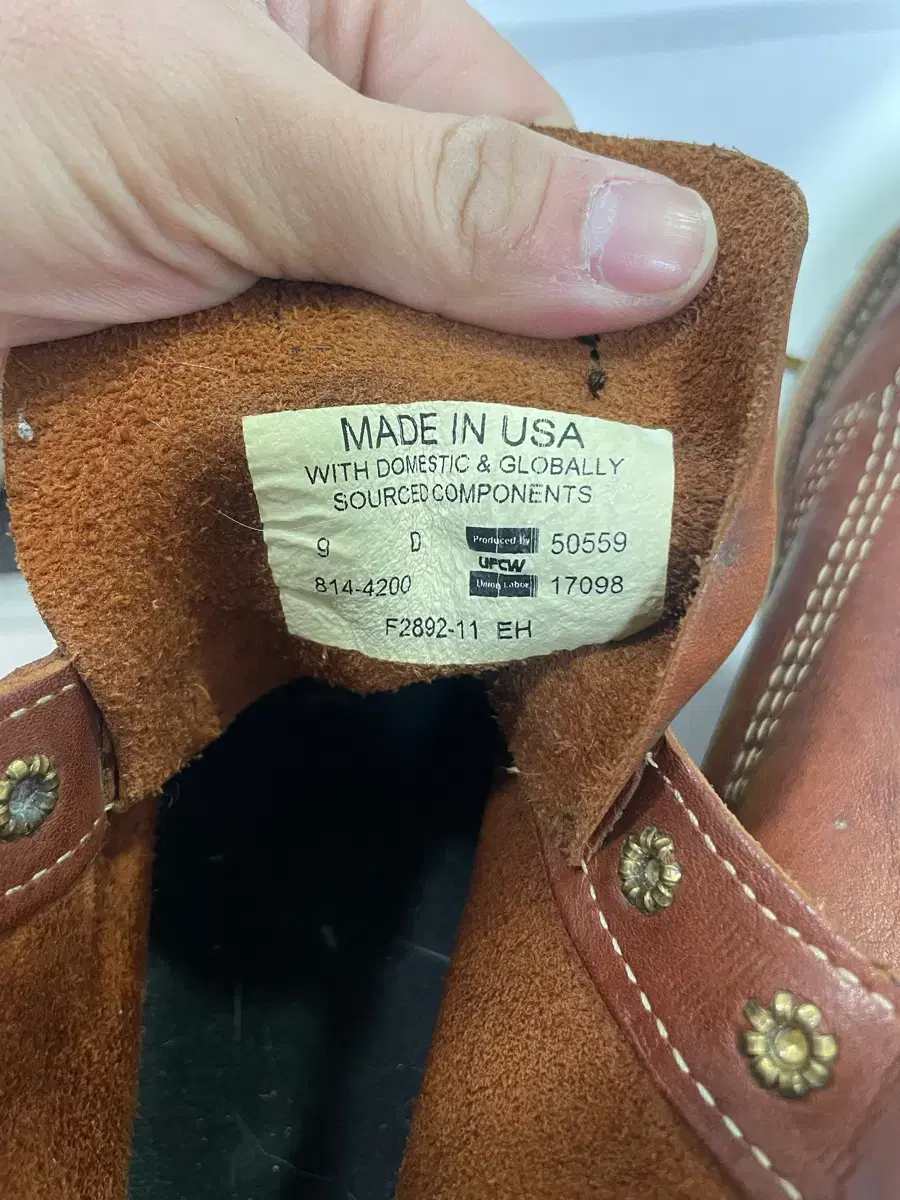 MADE IN USA
WITH DOMESTIC & GLOBALLY
SOURCED COMPONENTS
9 D Produced By 50559
UFCW
814-4200 Union Labor 17098
F2892-11 EH